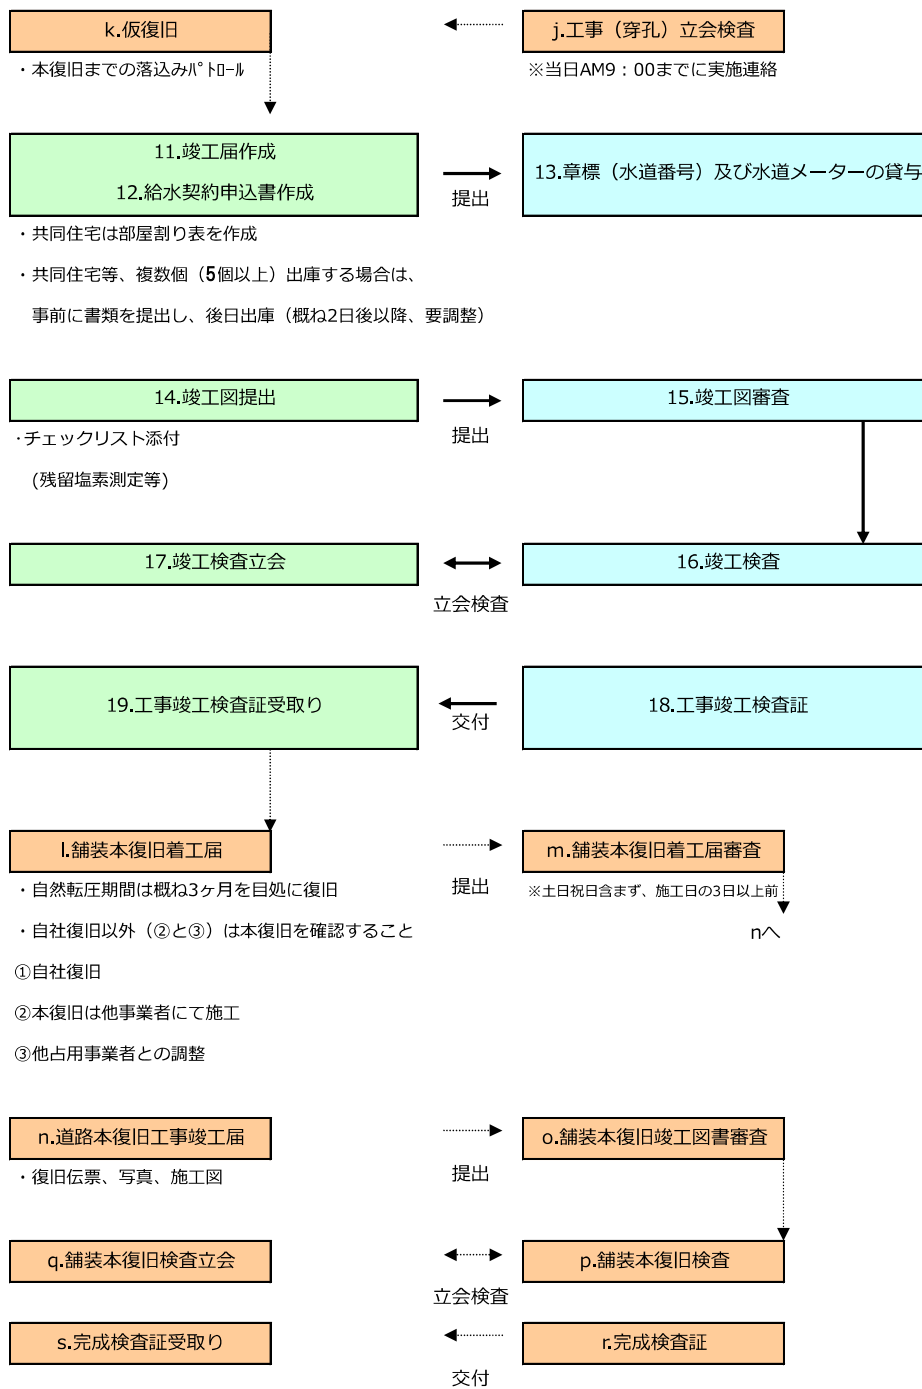 k.仮復旧
j.工事（穿孔）立会検査
・本復旧までの落込みﾊﾟﾄﾛｰﾙ
※当日AM9：00までに実施連絡
11.竣工届作成
12.給水契約申込書作成
提出
13.章標（水道番号）及び水道メーターの貸与
・共同住宅は部屋割り表を作成
・共同住宅等、複数個（5個以上）出庫する場合は、
事前に書類を提出し、後日出庫（概ね2日後以降、要調整）
14.竣工図提出
提出
15.竣工図審査
・チェックリスト添付
(残留塩素測定等)
17.竣工検査立会
立会検査
16.竣工検査
19.工事竣工検査証受取り
交付
18.工事竣工検査証
l.舗装本復旧着工届
提出
m.舗装本復旧着工届審査
・自然転圧期間は概ね3ヶ月を目処に復旧
※土日祝日含まず、施工日の3日以上前
・自社復旧以外（②と③）は本復旧を確認すること
nへ
①自社復旧
②本復旧は他事業者にて施工
③他占用事業者との調整
n.道路本復旧工事竣工届
提出
o.舗装本復旧竣工図書審査
・復旧伝票、写真、施工図
q.舗装本復旧検査立会
立会検査
p.舗装本復旧検査
s.完成検査証受取り
交付
r.完成検査証